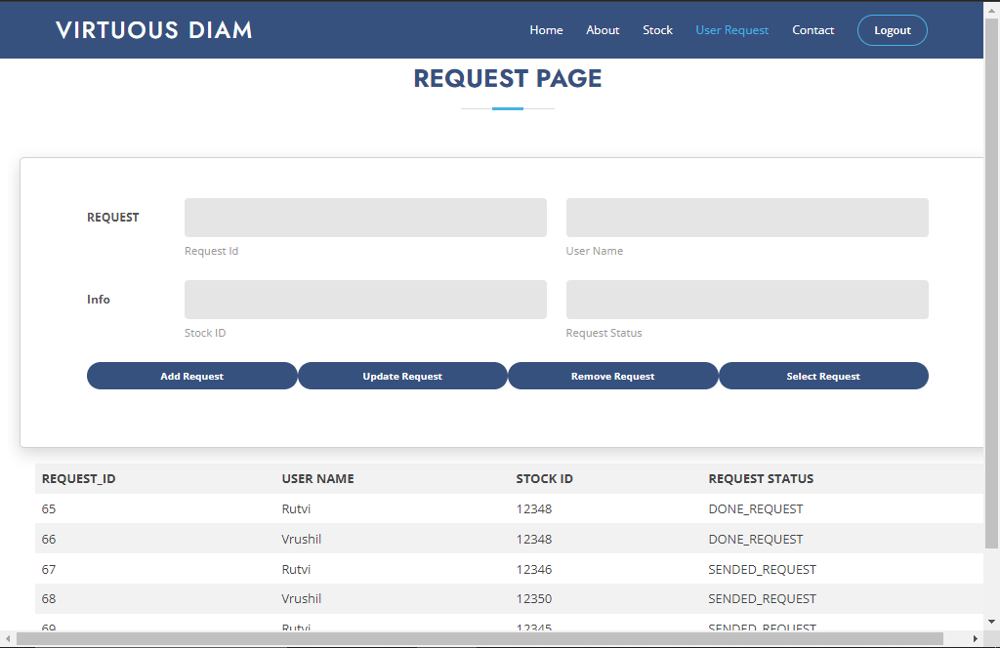 VIRTUOUS DIAM Home About Stock User Request Contact Logout
REQUEST PAGE
REQUEST
Request Id User Name
Info
Stock ID Request Status
Add Request Update Request Remove Request Select Request
REQUEST_ID USER NAME STOCK ID REQUEST STATUS
65 Rutvi 12348 DONE_REQUEST
66 Vrushil 12348 DONE_REQUEST
67 Rutvi 12346 SENDED_REQUEST
68 Vrushil 12350 SENDED_REQUEST
69 Rutvi 12345 SENDED_REQUEST